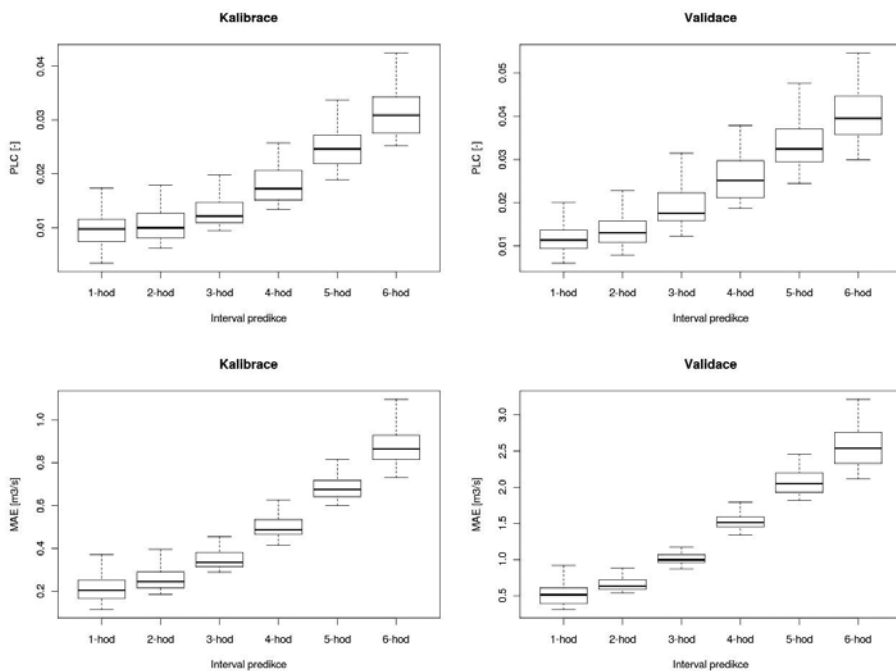 Kalibrace
PLC [-]
0.04
0.03
0.02
0.01
1-hod 2-hod 3-hod 4-hod 5-hod 6-hod
Interval predikce
Validace
PLC [-]
0.05
0.04
0.03
0.02
0.01
1-hod 2-hod 3-hod 4-hod 5-hod 6-hod
Interval predikce
Kalibrace
MAE [m3/s]
1.0
0.8
0.6
0.4
0.2
1-hod 2-hod 3-hod 4-hod 5-hod 6-hod
Interval predikce
Validace
MAE [m3/s]
3.0
2.5
2.0
1.5
1.0
0.5
1-hod 2-hod 3-hod 4-hod 5-hod 6-hod
Interval predikce